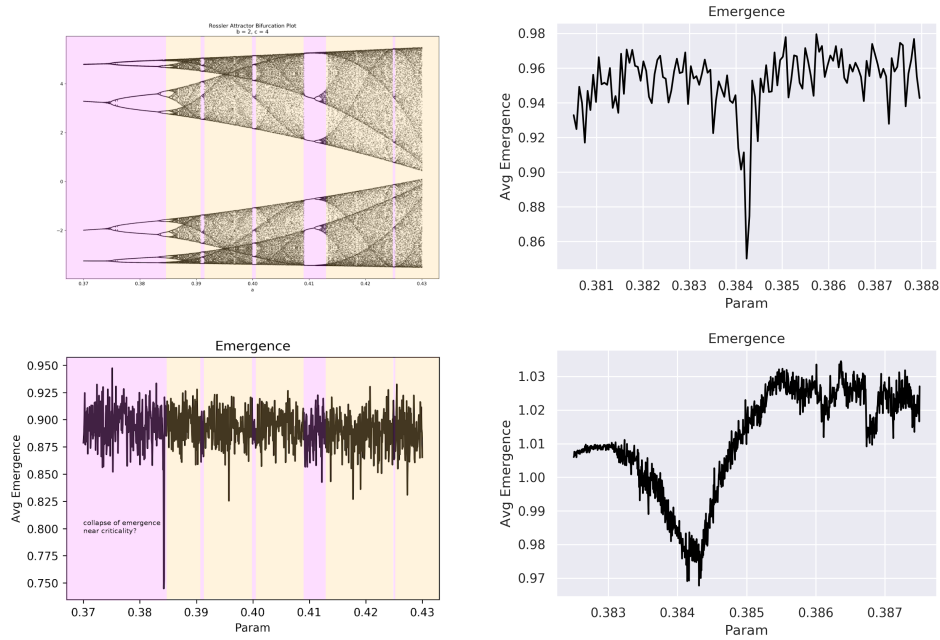 Rossler Attractor Bifurcation Plot
b = 2, c = 4
4
2
0
−2
0.37 0.38 0.39 0.40 0.41 0.42 0.43
a
Emergence
Avg Emergence
0.98
0.96
0.94
0.92
0.90
0.88
0.86
0.381 0.382 0.383 0.384 0.385 0.386 0.387 0.388
Param
Emergence
Avg Emergence
0.950
0.925
0.900
0.875
0.850
0.825
0.800
0.775
0.750
collapse of emergence
near criticality?
0.37 0.38 0.39 0.40 0.41 0.42 0.43
Param
Emergence
Avg Emergence
1.03
1.02
1.01
1.00
0.99
0.98
0.97
0.383 0.384 0.385 0.386 0.387
Param